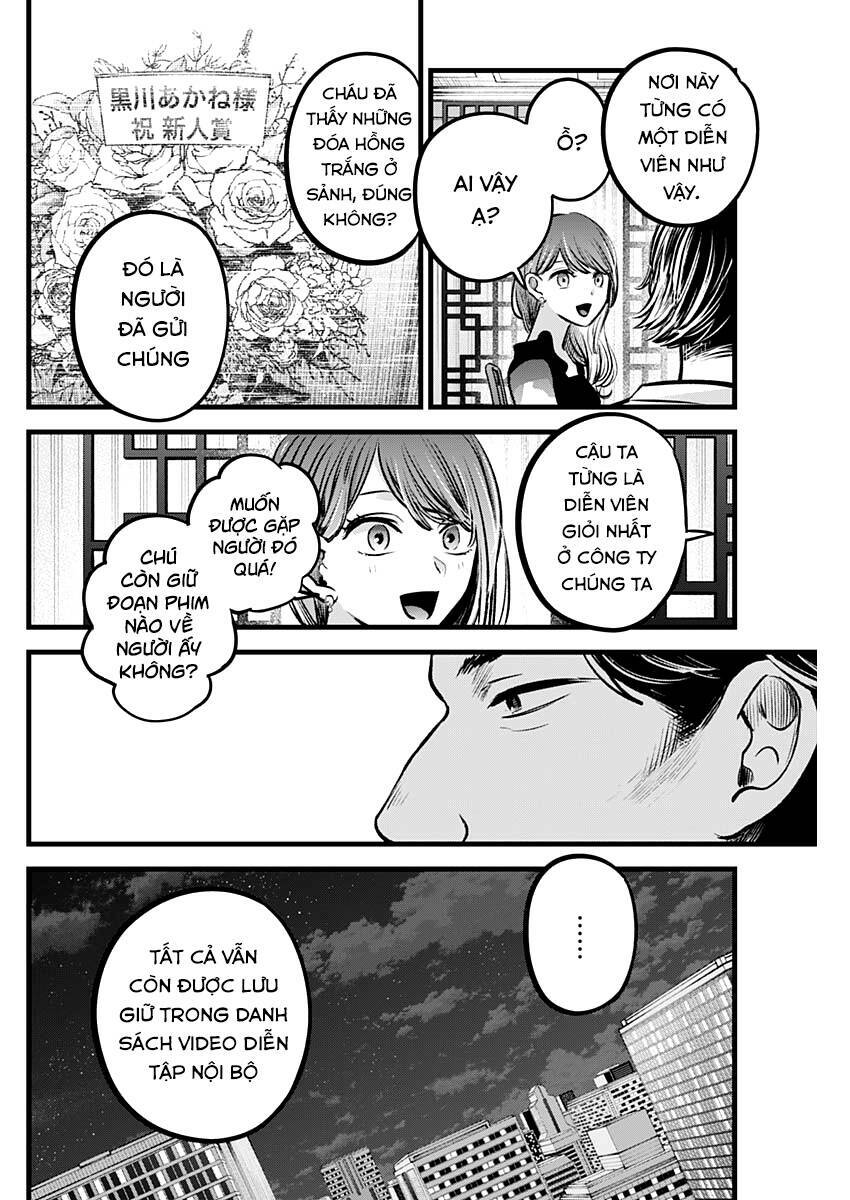 NƠI NÀY
TỪNG CÓ
MỘT DIỄN
VIÊN NHƯ
VẬY.
Ồ?
AI VẬY
Ạ?
CHÁU ĐÃ
THẤY NHỮNG
ĐÓA HỒNG
TRẮNG Ở
SẢNH, ĐÚNG
KHÔNG?
黒川あかね様
祝 新人賞
ĐÓ LÀ
NGƯỜI
ĐÃ GỬI
CHÚNG
CẬU TA
TỪNG LÀ
DIỄN VIÊN
GIỎI NHẤT
Ở CÔNG TY
CHÚNG TA
MUỐN
ĐƯỢC GẶP
NGƯỜI ĐÓ
QUÁ!
CHÚ
CÒN GIỮ
ĐOẠN PHIM
NÀO VỀ
NGƯỜI ẤY
KHÔNG?
......
TẤT CẢ VẪN
CÒN ĐƯỢC LƯU
GIỮ TRONG DANH
SÁCH VIDEO DIỄN
TẬP NỘI BỘ